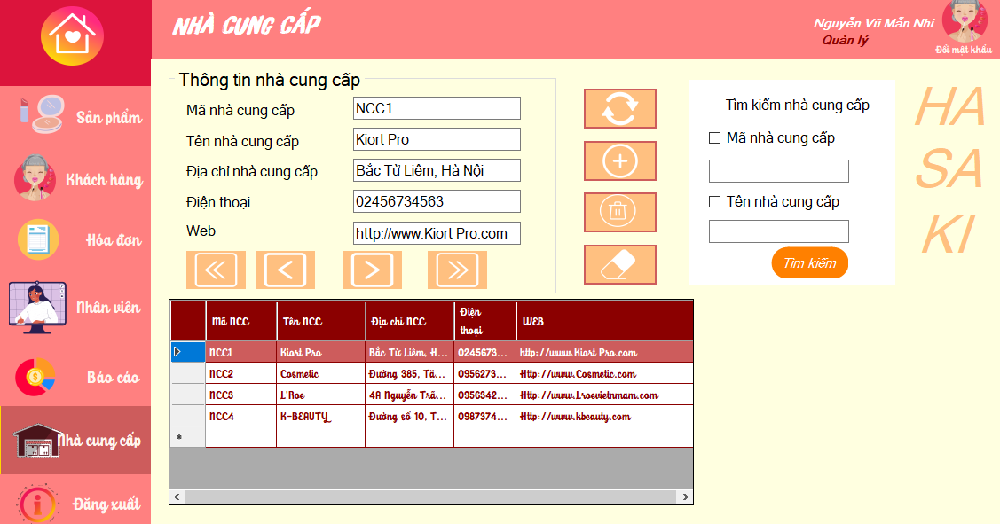 NHÀ CUNG CẤP
Nguyễn Vũ Mẫn Nhi
Quản lý
Đổi mật khẩu
Sản phẩm
Khách hàng
Hóa đơn
Nhân viên
Báo cáo
Nhà cung cấp
Đăng xuất
Thông tin nhà cung cấp
Mã nhà cung cấp NCC1
Tên nhà cung cấp Kiort Pro
Địa chỉ nhà cung cấp Bắc Từ Liêm, Hà Nội
Điện thoại 02456734563
Web http://www.Kiort Pro.com
Tìm kiếm nhà cung cấp
Mã nhà cung cấp
Tên nhà cung cấp
Tìm kiếm
HA
SA
KI
Mã NCC Tên NCC Địa chỉ NCC Điện thoại WEB
NCC1 Kiort Pro Bắc Từ Liêm, H... 0245673... http://www.Kiort Pro.com
NCC2 Cosmetic Đường 385, Tă... 0956273... Http://www.Cosmetic.com
NCC3 L'Roe 4A Nguyễn Trã... 0956342... Http://www.Lroevietnmam.com
NCC4 K-BEAUTY Đường số 10, T... 0987374... Http://www.kbeauty.com